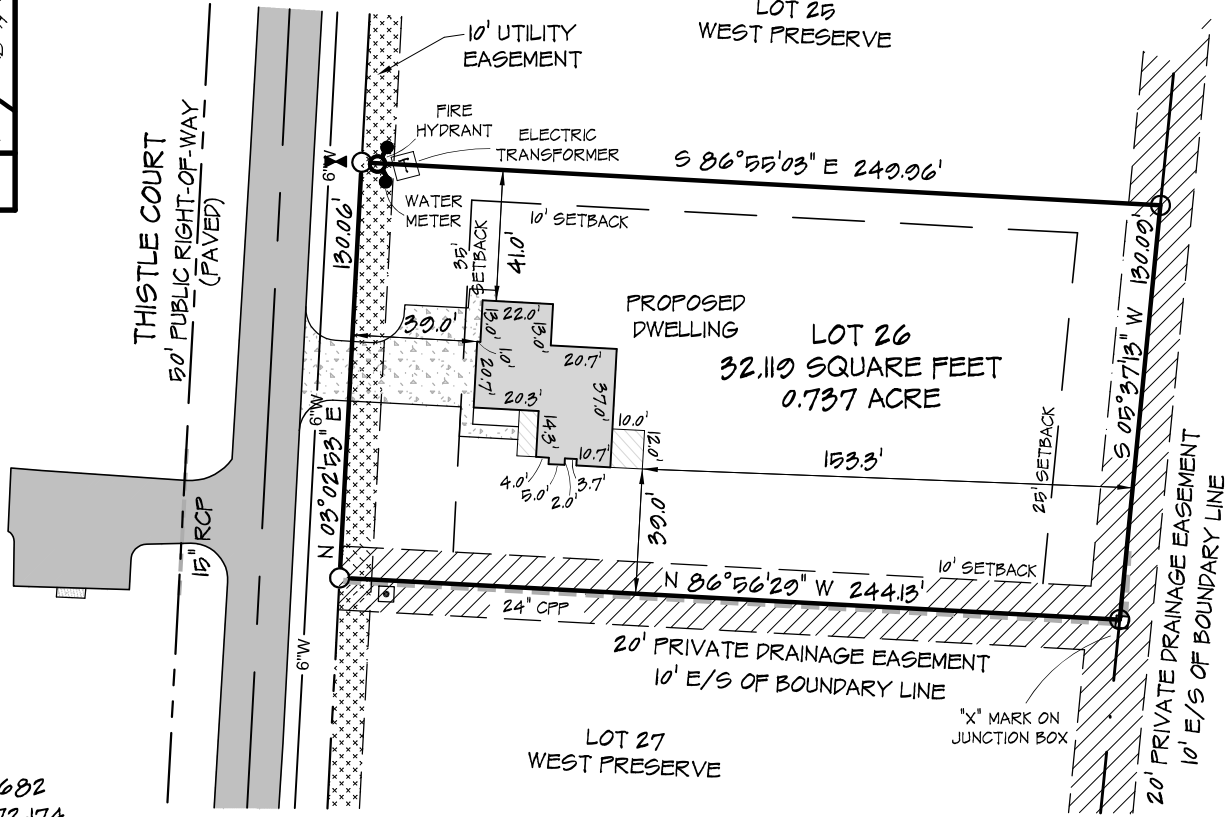 LOT 25
WEST PRESERVE
10' UTILITY
EASEMENT
FIRE
HYDRANT
ELECTRIC
TRANSFORMER
S 86°55'03" E 249.96'
WATER
METER
6"W
THISTLE COURT
50' PUBLIC RIGHT-OF-WAY
(PAVED)
130.06'
N 03°02'53" E
35'
SETBACK
41.0'
10' SETBACK
S 05°37'13" W 130.09'
PROPOSED
DWELLING
LOT 26
32,119 SQUARE FEET
0.737 ACRE
39.0'
22.0'
13.0'
13.0'
1.0'
20.7'
20.7'
20.3'
37.0'
14.3'
10.7'
10.0'
12.0'
4.0'
5.0'
2.0'
3.7'
153.3'
39.0'
25' SETBACK
6"W
15" RCP
10' SETBACK
N 86°56'29" W 244.13'
24" CPP
20' PRIVATE DRAINAGE EASEMENT
10' E/S OF BOUNDARY LINE
20' PRIVATE DRAINAGE EASEMENT
10' E/S OF BOUNDARY LINE
6"W
"X" MARK ON
JUNCTION BOX
LOT 27
WEST PRESERVE
682